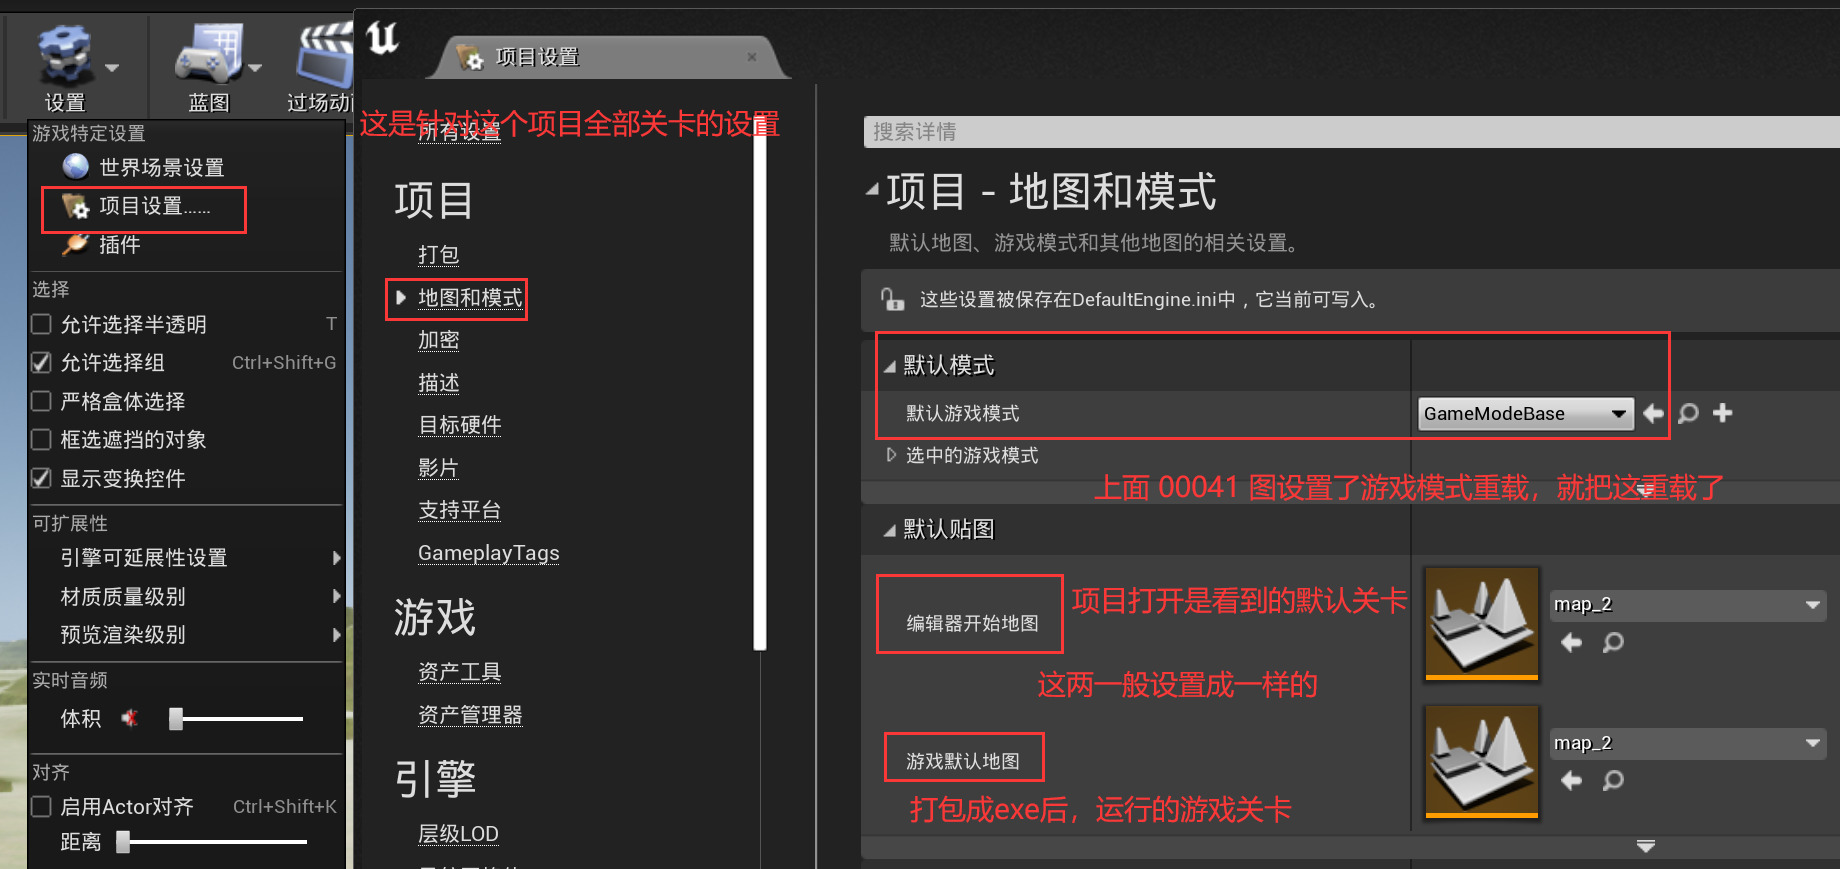 设置
蓝图
过场动
游戏特定设置
世界场景设置
项目设置......
插件
选择
允许选择半透明 T
允许选择组 Ctrl+Shift+G
严格盒体选择
框选遮挡的对象
显示变换控件
可扩展性
引擎可延展性设置
材质质量级别
预览渲染级别
实时音频
体积
对齐
启用Actor对齐 Ctrl+Shift+K
距离
项目设置
这是针对这个项目全部关卡的设置
所有设置
项目
打包
地图和模式
加密
描述
目标硬件
影片
支持平台
GameplayTags
游戏
资产工具
资产管理器
引擎
层级LOD
搜索详情
项目 - 地图和模式
默认地图、游戏模式和其他地图的相关设置。
这些设置被保存在DefaultEngine.ini中，它当前可写入。
默认模式
默认游戏模式 GameModeBase
选中的游戏模式
上面 00041 图设置了游戏模式重载，就把这重载了
默认贴图
编辑器开始地图 项目打开是看到的默认关卡 map_2
这两一般设置成一样的
游戏默认地图 map_2
打包成exe后，运行的游戏关卡